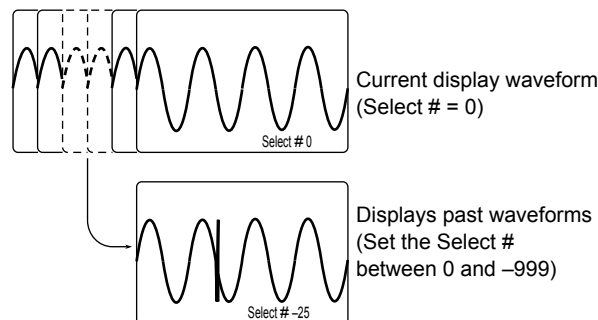 Select # 0
Current display waveform
(Select # = 0)
Displays past waveforms
(Set the Select #
between 0 and –999)
Select # –25